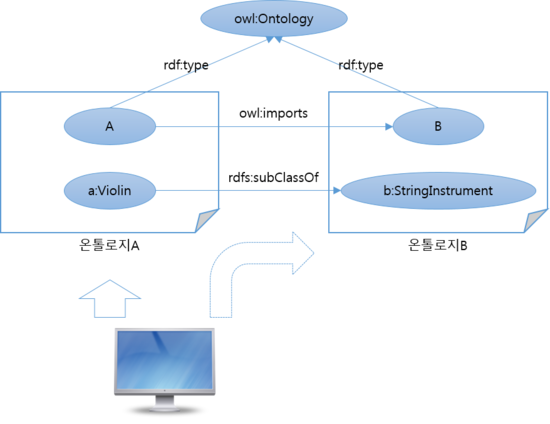 owl:Ontology
rdf:type
rdf:type
A
owl:imports
B
a:Violin
rdfs:subClassOf
b:StringInstrument
온톨로지A
온톨로지B